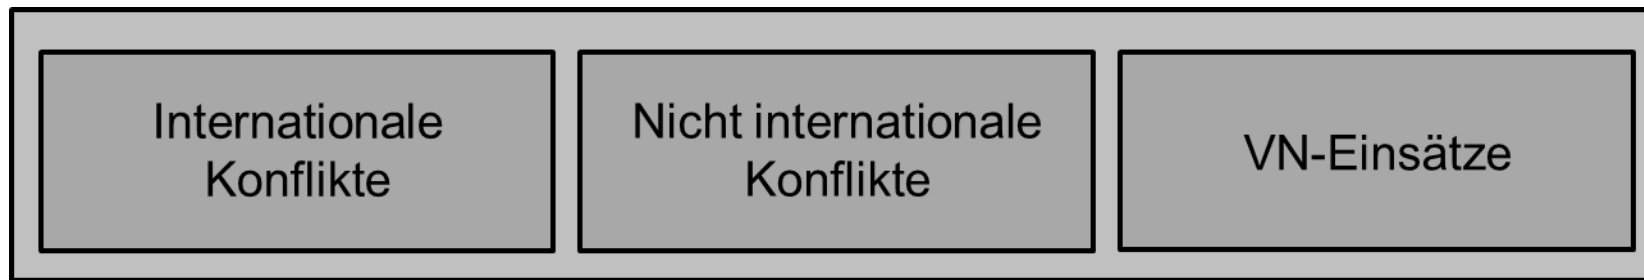 Internationale
Konflikte
Nicht internationale
Konflikte
VN-Einsätze